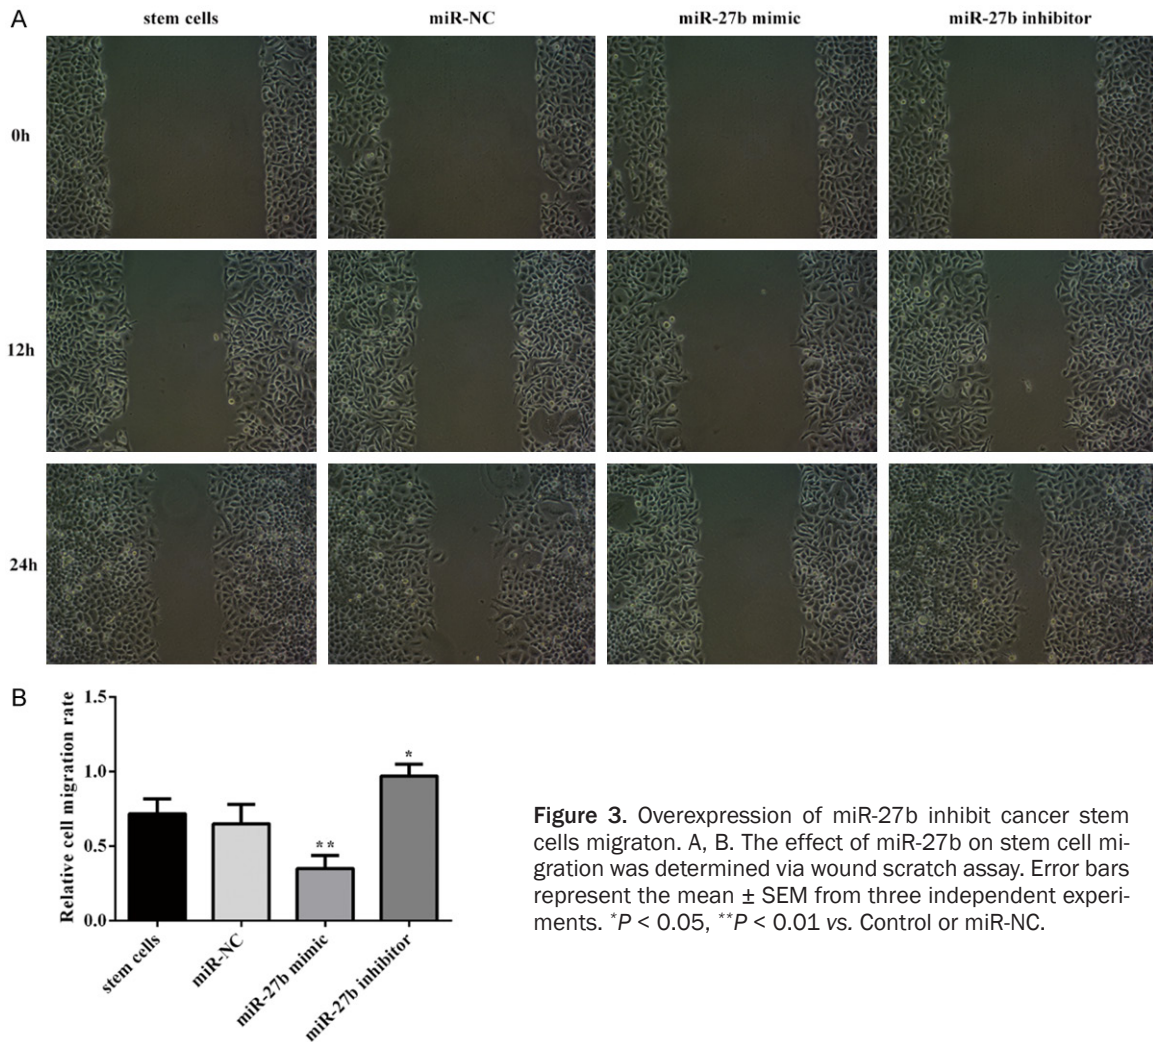 A
stem cells
miR-NC
miR-27b mimic
miR-27b inhibitor
0h
12h
24h
B
Relative cell migration rate
1.5
1.0
0.5
0.0
**
*
stem cells
miR-NC
miR-27b mimic
miR-27b inhibitor
Figure 3. Overexpression of miR-27b inhibit cancer stem
cells migraton. A, B. The effect of miR-27b on stem cell mi-
gration was determined via wound scratch assay. Error bars
represent the mean ± SEM from three independent experi-
ments. *P < 0.05, **P < 0.01 vs. Control or miR-NC.